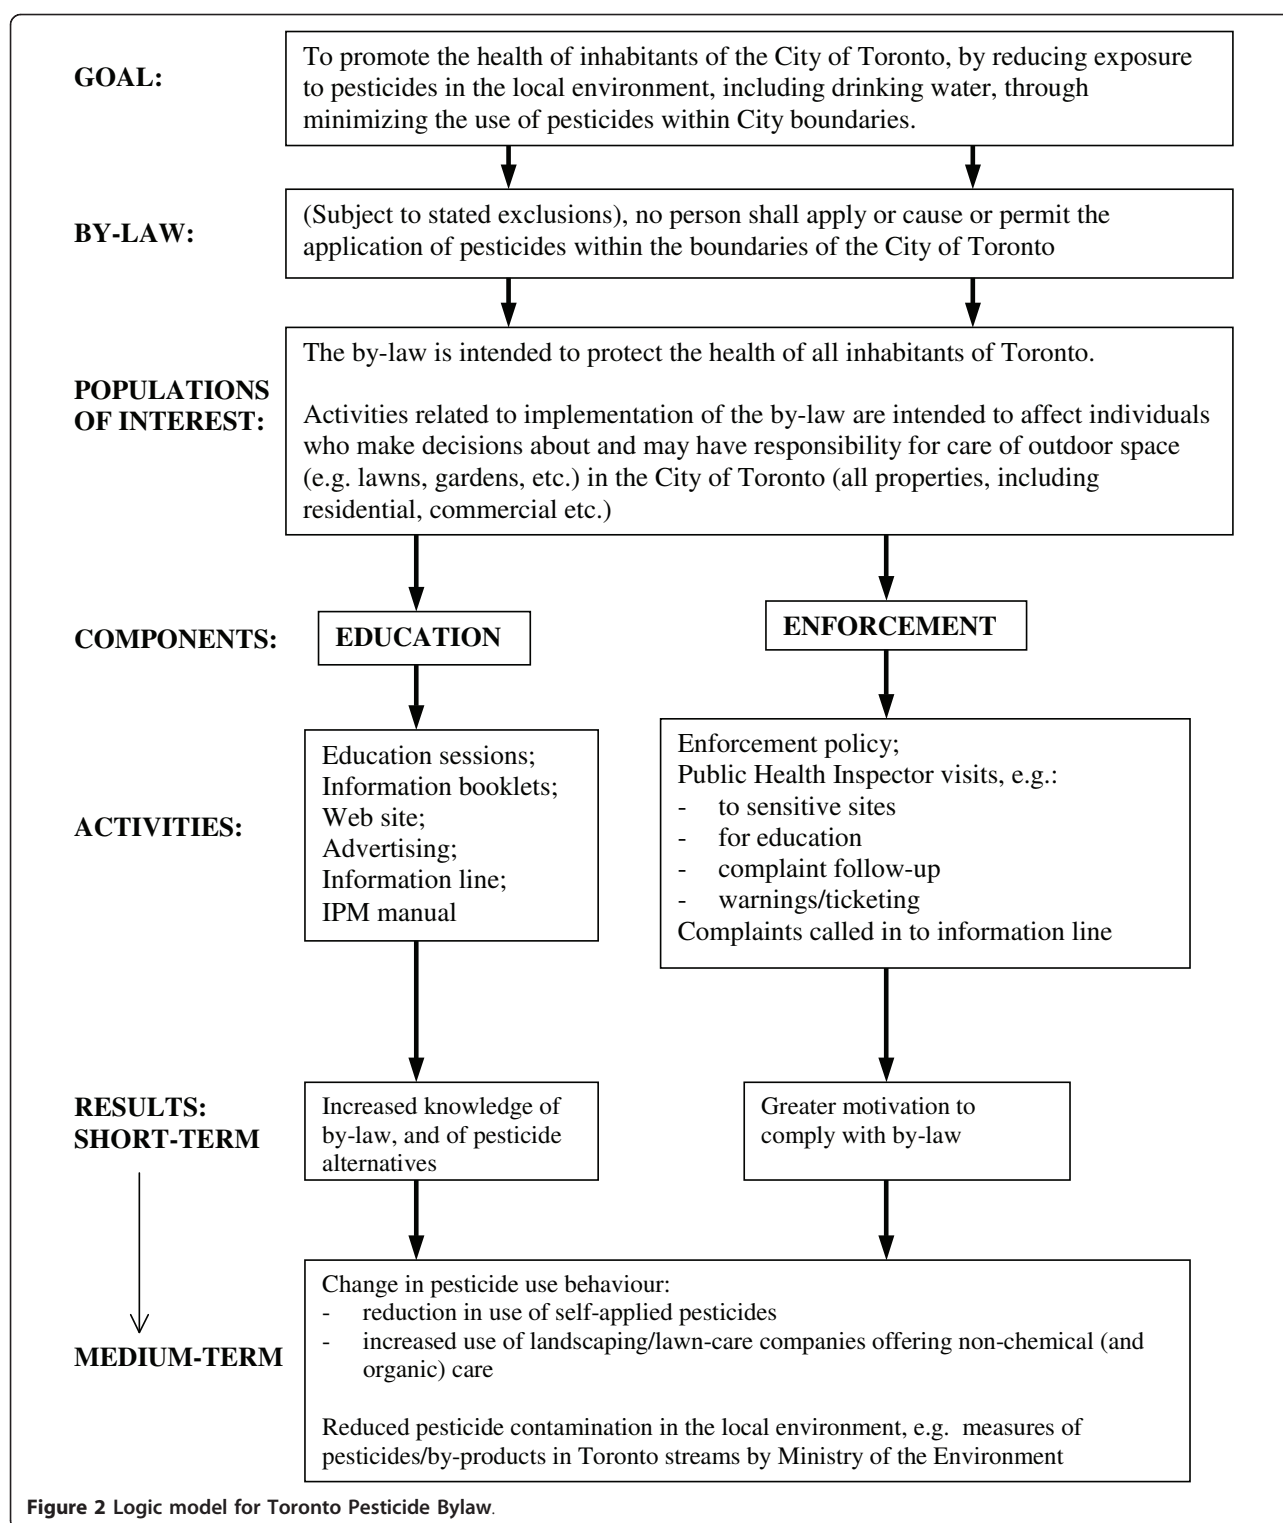 GOAL:
To promote the health of inhabitants of the City of Toronto, by reducing exposure
to pesticides in the local environment, including drinking water, through
minimizing the use of pesticides within City boundaries.
BY-LAW:
(Subject to stated exclusions), no person shall apply or cause or permit the
application of pesticides within the boundaries of the City of Toronto
POPULATIONS
OF INTEREST:
The by-law is intended to protect the health of all inhabitants of Toronto.
Activities related to implementation of the by-law are intended to affect individuals
who make decisions about and may have responsibility for care of outdoor space
(e.g. lawns, gardens, etc.) in the City of Toronto (all properties, including
residential, commercial etc.)
COMPONENTS:
EDUCATION
ENFORCEMENT
ACTIVITIES:
Education sessions;
Information booklets;
Web site;
Advertising;
Information line;
IPM manual
Enforcement policy;
Public Health Inspector visits, e.g.:
- to sensitive sites
- for education
- complaint follow-up
- warnings/ticketing
Complaints called in to information line
RESULTS:
SHORT-TERM
Increased knowledge of
by-law, and of pesticide
alternatives
Greater motivation to
comply with by-law
MEDIUM-TERM
Change in pesticide use behaviour:
- reduction in use of self-applied pesticides
- increased use of landscaping/lawn-care companies offering non-chemical (and
organic) care
Reduced pesticide contamination in the local environment, e.g. measures of
pesticides/by-products in Toronto streams by Ministry of the Environment
Figure 2 Logic model for Toronto Pesticide Bylaw.